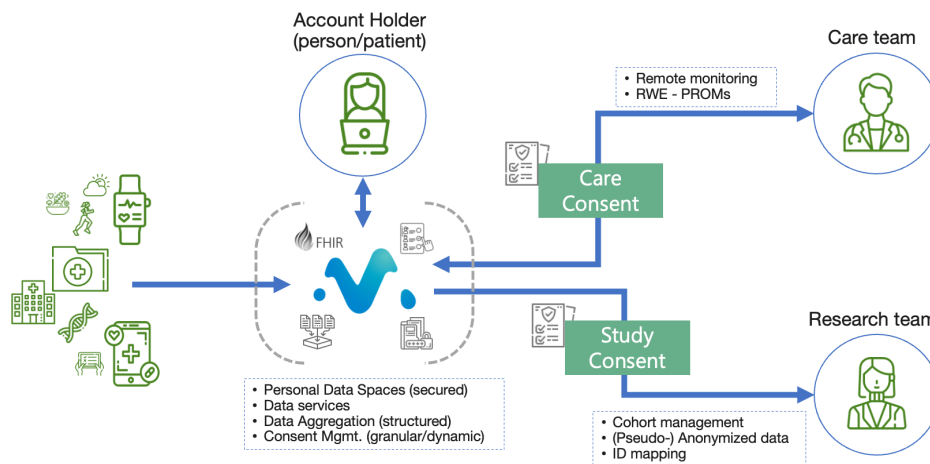 Account Holder
(person/patient)
Care team
• Remote monitoring
• RWE - PROMs
Care
Consent
FHIR
Study
Consent
Research team
• Personal Data Spaces (secured)
• Data services
• Data Aggregation (structured)
• Consent Mgmt. (granular/dynamic)
• Cohort management
• (Pseudo-) Anonymized data
• ID mapping